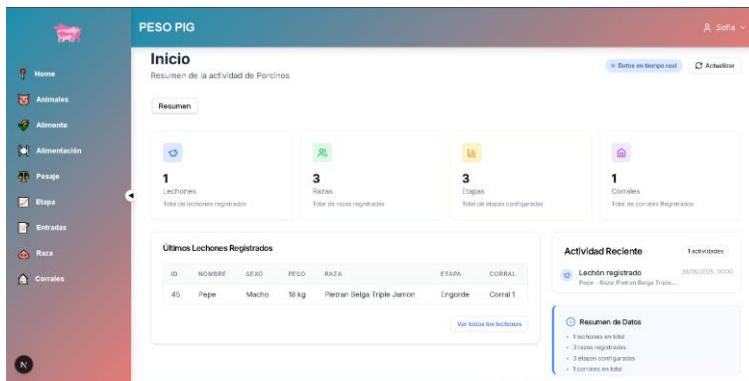 PESO PIG
Sofia
Home
Animales
Alimento
Alimentación
Pesaje
Etapa
Entradas
Raza
Corrales
N
Inicio
Resumen de la actividad de Porcinos
Datos en tiempo real
Actualizar
Resumen
1
Lechones
Total de lechones registrados
3
Razas
Total de razas registradas
3
Etapas
Total de etapas configuradas
1
Corrales
Total de corrales Registrados
Últimos Lechones Registrados
ID NOMBRE SEXO PESO RAZA ETAPA CORRAL
45 Pepe Macho 18 kg Pietran Belga Triple Jamon Engorde Corral 1
Ver todos los lechones
Actividad Reciente
1 actividades
Lechón registrado
Pepe - Raza: Pietran Belga Triple...
Resumen de Datos
1 lechones en total
3 razas registradas
3 etapas configuradas
1 corrales en total